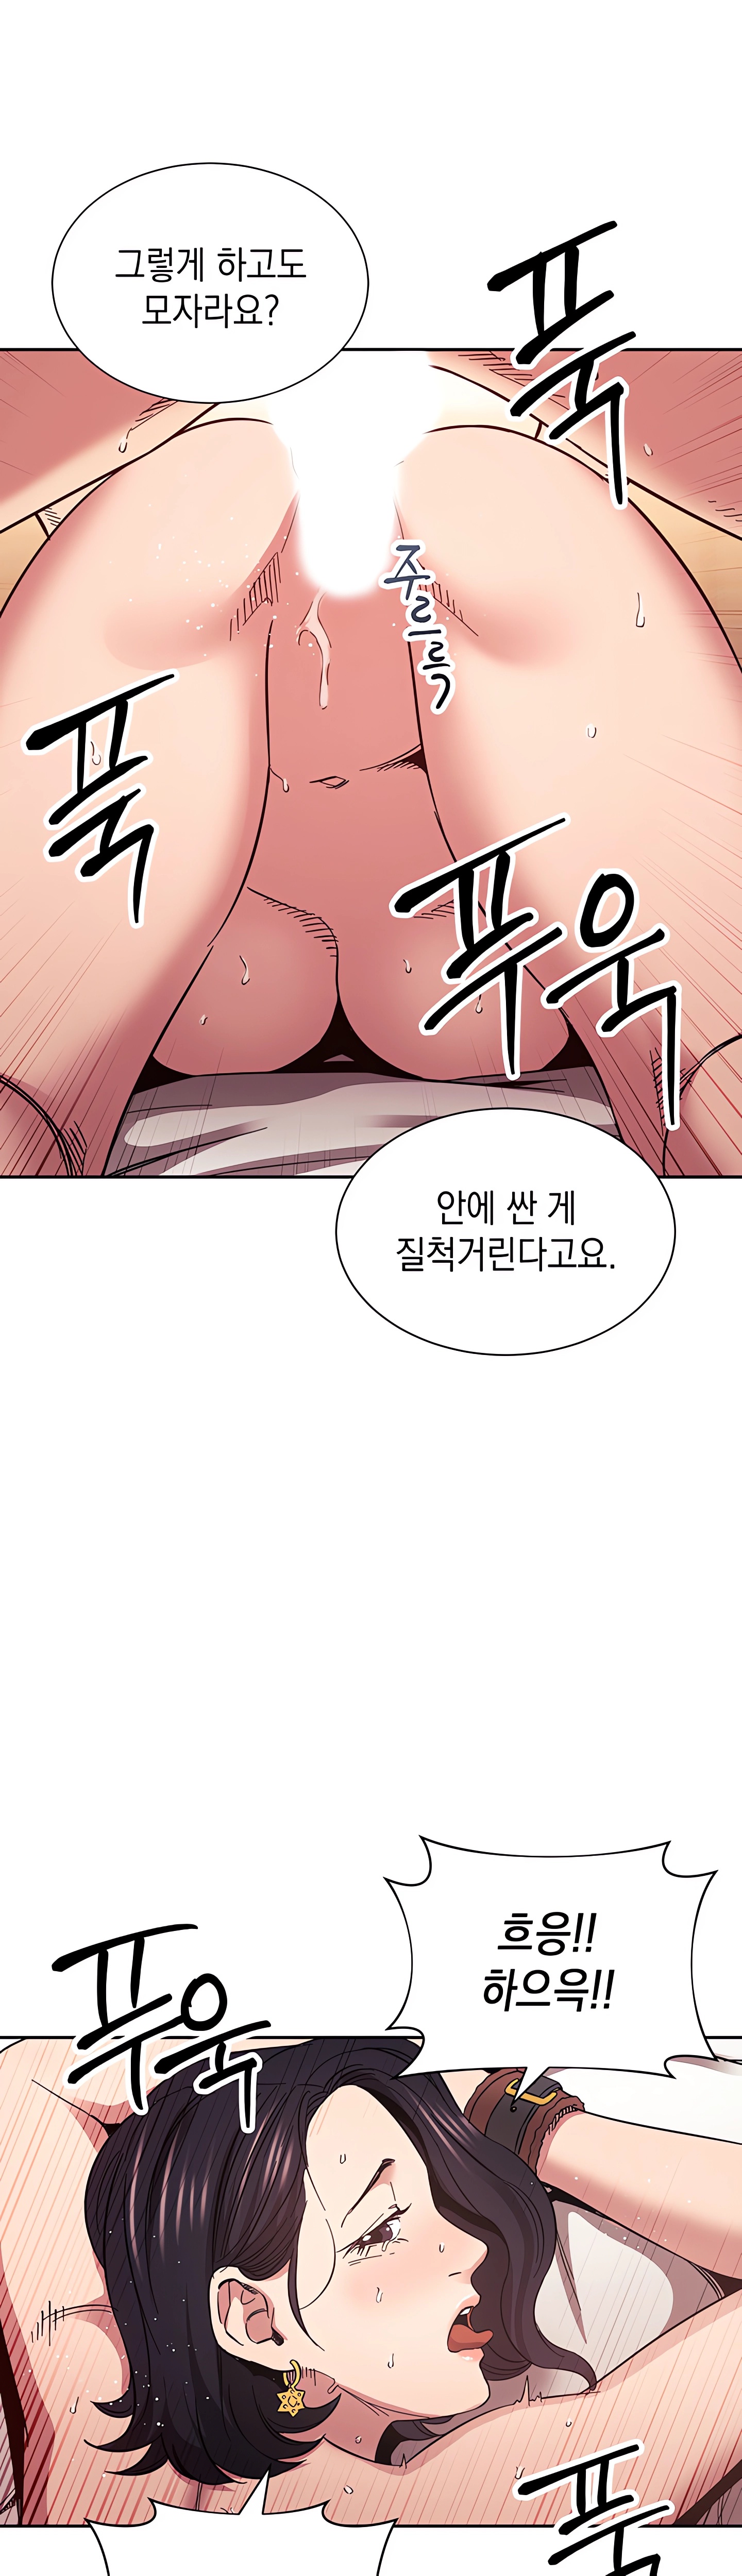 그렇게 하고도
모자라요?
푹
주르륵
푹
푸욱
안에 싼 게
질척거린다고요.
흐응!!
하으윽!!
푸욱
푹